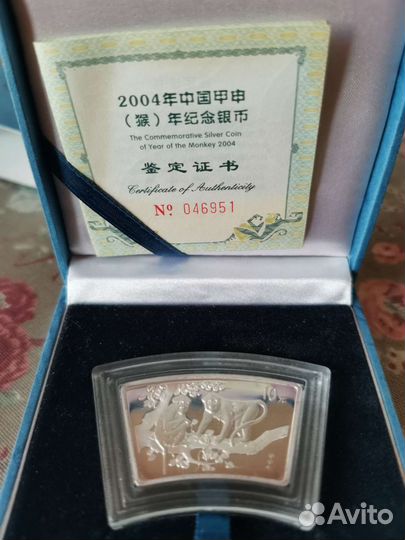 2004年中国甲申
（猴）年纪念银币
The Commemorative Silver Coin
of Year of the Monkey 2004
鉴定证书
Certificate of Authenticity
Nº 046951
10元
Avito